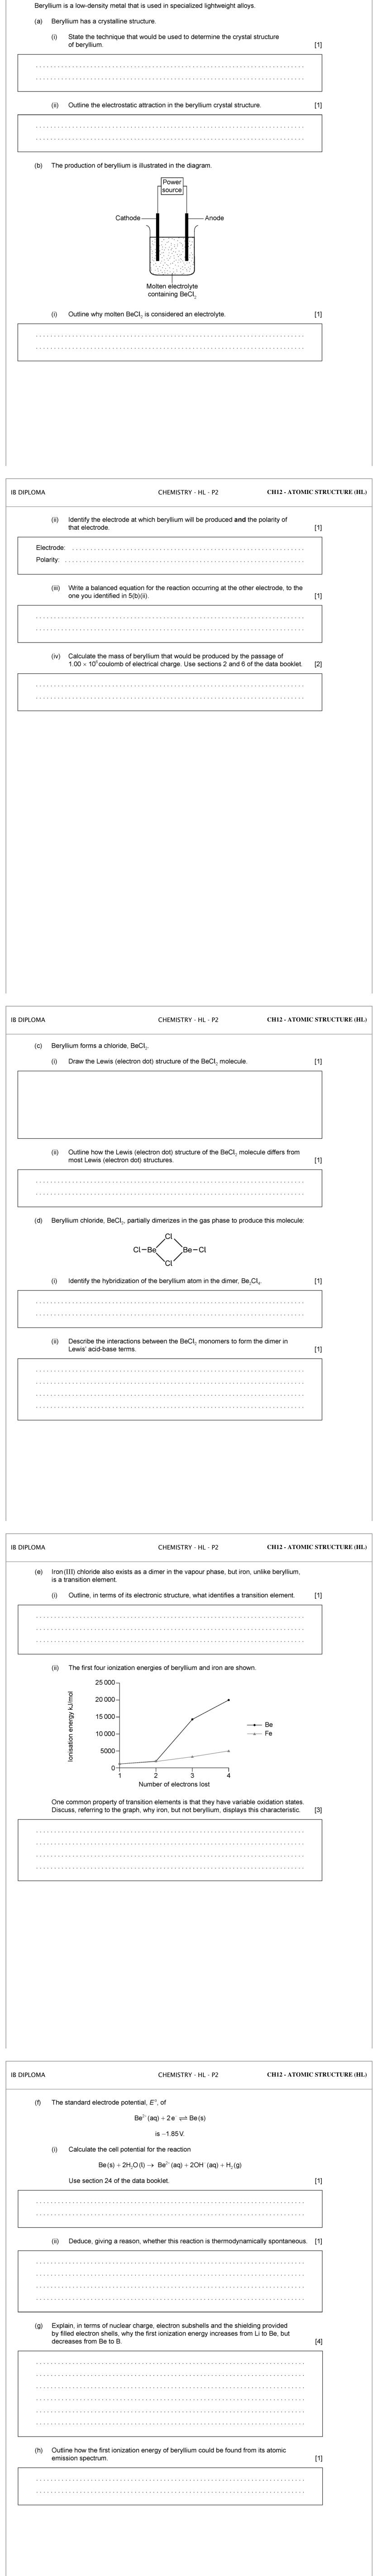 Beryllium is a low-density metal that is used in specialized lightweight alloys.
(a) Beryllium has a crystalline structure.
(i) State the technique that would be used to determine the crystal structure
of beryllium. [1]
(ii) Outline the electrostatic attraction in the beryllium crystal structure. [1]
(b) The production of beryllium is illustrated in the diagram.
Power
source
Cathode Anode
Molten electrolyte
containing BeCl₂
(i) Outline why molten BeCl₂ is considered an electrolyte. [1]
IB DIPLOMA CHEMISTRY - HL - P2 CH12 - ATOMIC STRUCTURE (HL)
(ii) Identify the electrode at which beryllium will be produced and the polarity of
that electrode. [1]
Electrode:
Polarity:
(iii) Write a balanced equation for the reaction occurring at the other electrode, to the
one you identified in 5(b)(ii). [1]
(iv) Calculate the mass of beryllium that would be produced by the passage of
1.00 × 10⁵ coulomb of electrical charge. Use sections 2 and 6 of the data booklet. [2]
IB DIPLOMA CHEMISTRY - HL - P2 CH12 - ATOMIC STRUCTURE (HL)
(c) Beryllium forms a chloride, BeCl₂.
(i) Draw the Lewis (electron dot) structure of the BeCl₂ molecule. [1]
(ii) Outline how the Lewis (electron dot) structure of the BeCl₂ molecule differs from
most Lewis (electron dot) structures. [1]
(d) Beryllium chloride, BeCl₂, partially dimerizes in the gas phase to produce this molecule:
Cl
Cl–Be Be–Cl
Cl
(i) Identify the hybridization of the beryllium atom in the dimer, Be₂Cl₄. [1]
(ii) Describe the interactions between the BeCl₂ monomers to form the dimer in
Lewis' acid-base terms. [1]
IB DIPLOMA CHEMISTRY - HL - P2 CH12 - ATOMIC STRUCTURE (HL)
(e) Iron(III) chloride also exists as a dimer in the vapour phase, but iron, unlike beryllium,
is a transition element.
(i) Outline, in terms of its electronic structure, what identifies a transition element. [1]
(ii) The first four ionization energies of beryllium and iron are shown.
25 000
20 000
15 000
10 000
5000
0
Ionisation energy kJ/mol
Be
Fe
1 2 3 4
Number of electrons lost
One common property of transition elements is that they have variable oxidation states.
Discuss, referring to the graph, why iron, but not beryllium, displays this characteristic. [3]
IB DIPLOMA CHEMISTRY - HL - P2 CH12 - ATOMIC STRUCTURE (HL)
(f) The standard electrode potential, E°, of
Be²⁺(aq) + 2e⁻ ⇌ Be(s)
is −1.85 V.
(i) Calculate the cell potential for the reaction
Be(s) + 2H₂O(l) → Be²⁺(aq) + 2OH⁻(aq) + H₂(g)
Use section 24 of the data booklet. [1]
(ii) Deduce, giving a reason, whether this reaction is thermodynamically spontaneous. [1]
(g) Explain, in terms of nuclear charge, electron subshells and the shielding provided
by filled electron shells, why the first ionization energy increases from Li to Be, but
decreases from Be to B. [4]
(h) Outline how the first ionization energy of beryllium could be found from its atomic
emission spectrum. [1]